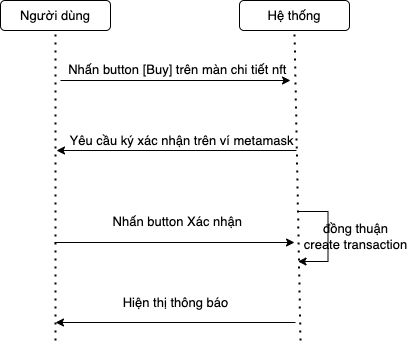 Người dùng
Hệ thống
Nhấn button [Buy] trên màn chi tiết nft
Yêu cầu ký xác nhận trên ví metamask
Nhấn button Xác nhận
đồng thuận
create transaction
Hiện thị thông báo